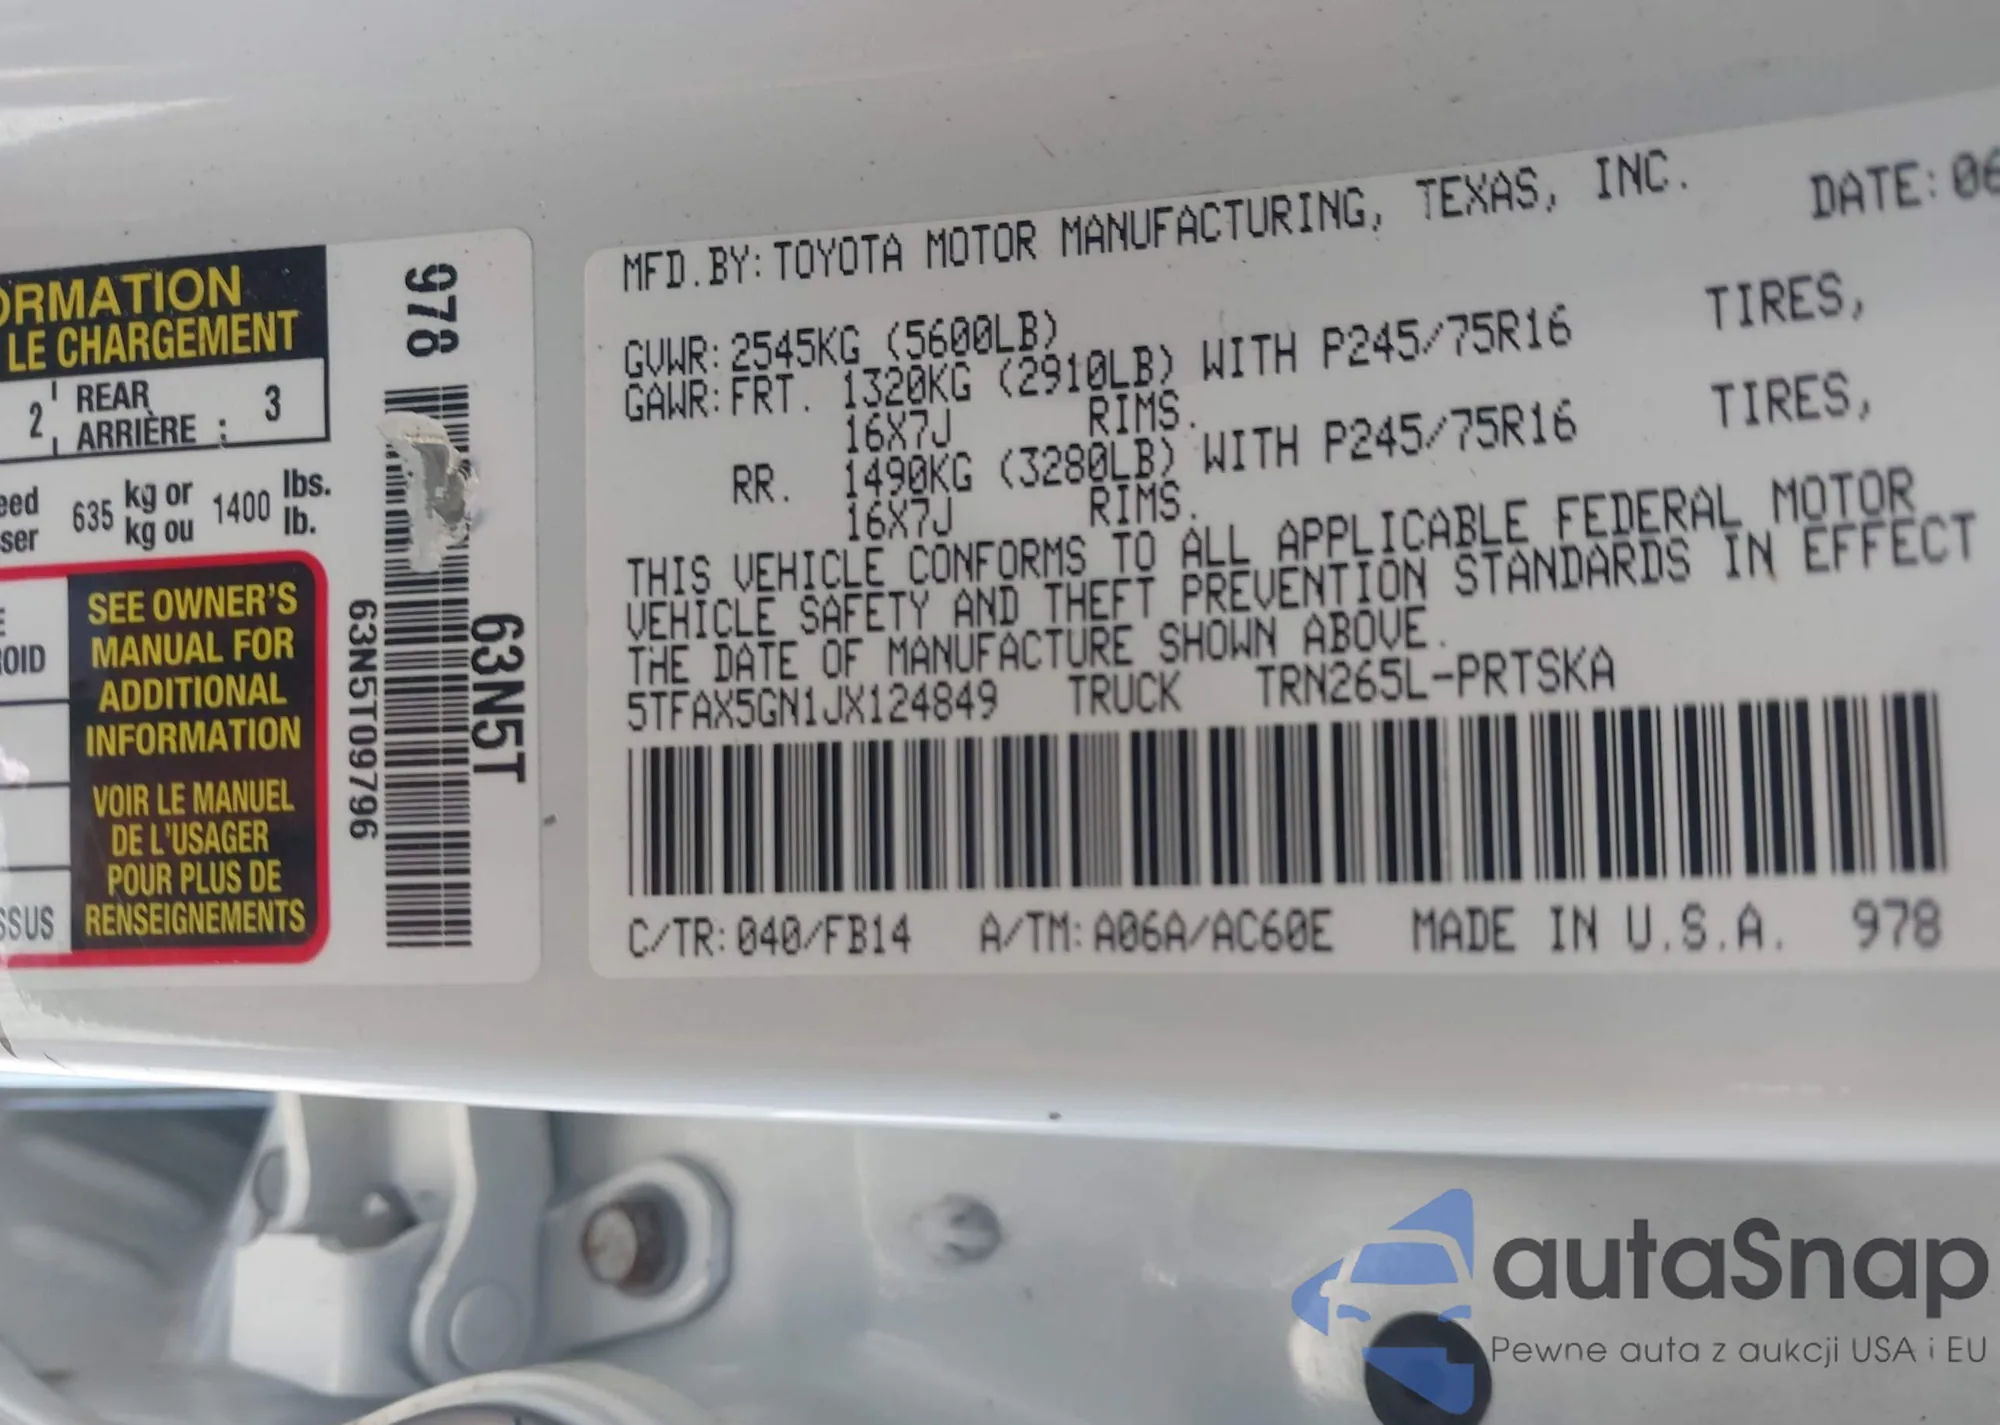 ORMATION
LE CHARGEMENT
2 REAR
ARRIÈRE : 3
635 kg or 1400 lbs.
kg ou lb.
SEE OWNER'S
MANUAL FOR
ADDITIONAL
INFORMATION
VOIR LE MANUEL
DE L'USAGER
POUR PLUS DE
RENSEIGNEMENTS
OID
SSUS
978
63N5T09796
63N5T
MFD.BY:TOYOTA MOTOR MANUFACTURING, TEXAS, INC. DATE:06
GVWR:2545KG (5600LB)
GAWR:FRT. 1320KG (2910LB) WITH P245/75R16 TIRES,
16X7J RIMS.
RR. 1490KG (3280LB) WITH P245/75R16 TIRES,
16X7J RIMS.
THIS VEHICLE CONFORMS TO ALL APPLICABLE FEDERAL MOTOR
VEHICLE SAFETY AND THEFT PREVENTION STANDARDS IN EFFECT
THE DATE OF MANUFACTURE SHOWN ABOVE.
5TFAX5GN1JX124849 TRUCK TRN265L-PRTSKA
C/TR:040/FB14 A/TM:A06A/AC60E MADE IN U.S.A. 978
autaSnap
Pewne auta z aukcji USA i EU